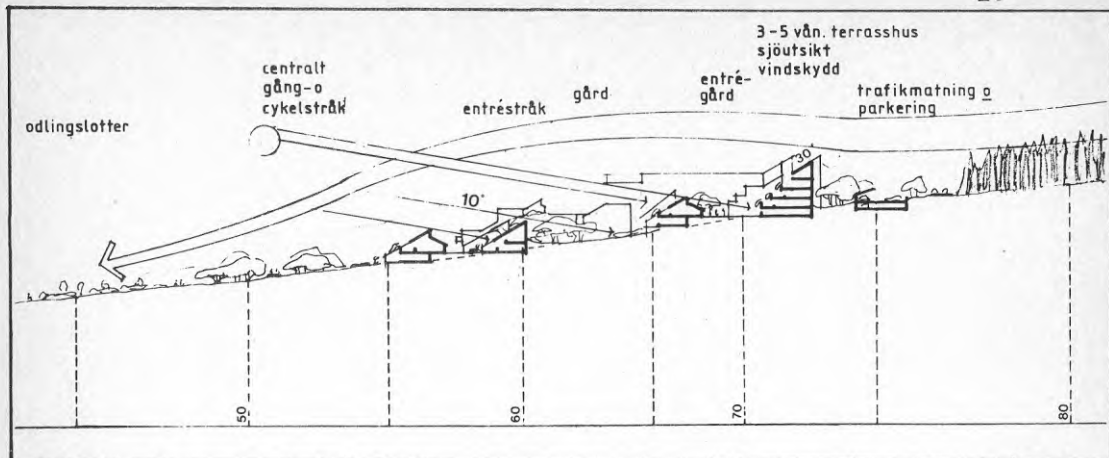 odlingslotter
centralt
gång-o
cykelstråk
entréstråk
gård
entré-
gård
3-5 vån. terrasshus
sjöutsikt
vindskydd
trafikmatning o
parkering
10°
30
50
60
70
80